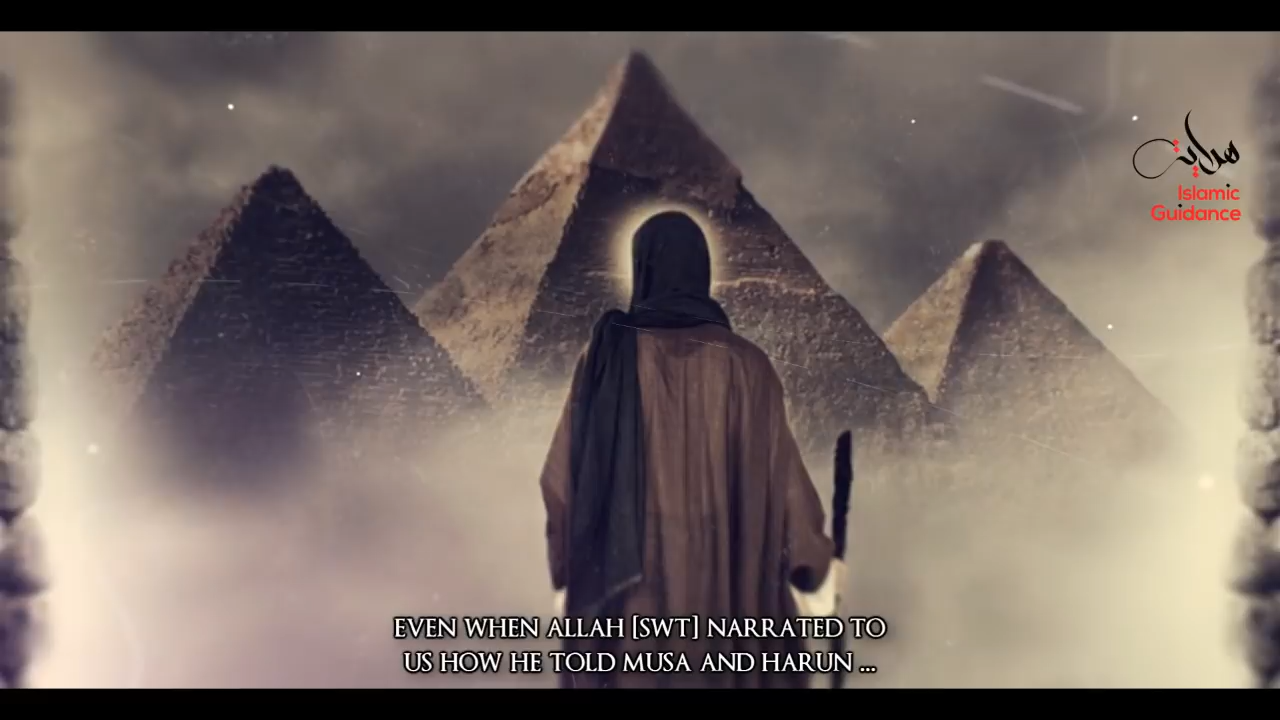 هداية
Islamic
Guidance
EVEN WHEN ALLAH [SWT] NARRATED TO
US HOW HE TOLD MUSA AND HARUN ...